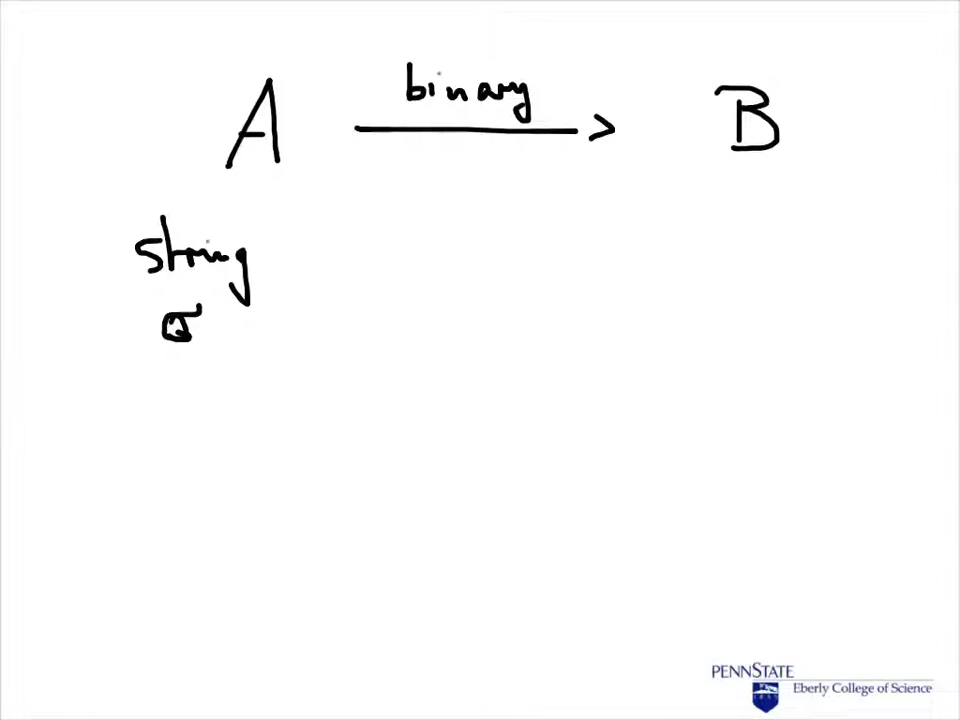 A binary B
string
σ
PENNSTATE
Eberly College of Science